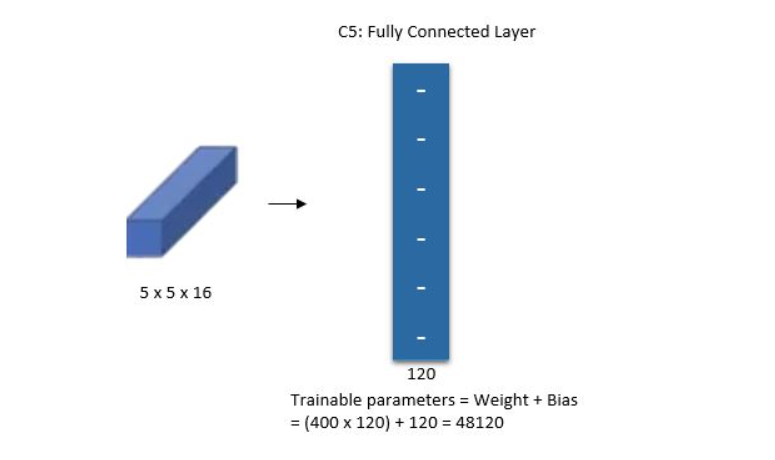 C5: Fully Connected Layer
5 x 5 x 16
120
Trainable parameters = Weight + Bias
= (400 x 120) + 120 = 48120